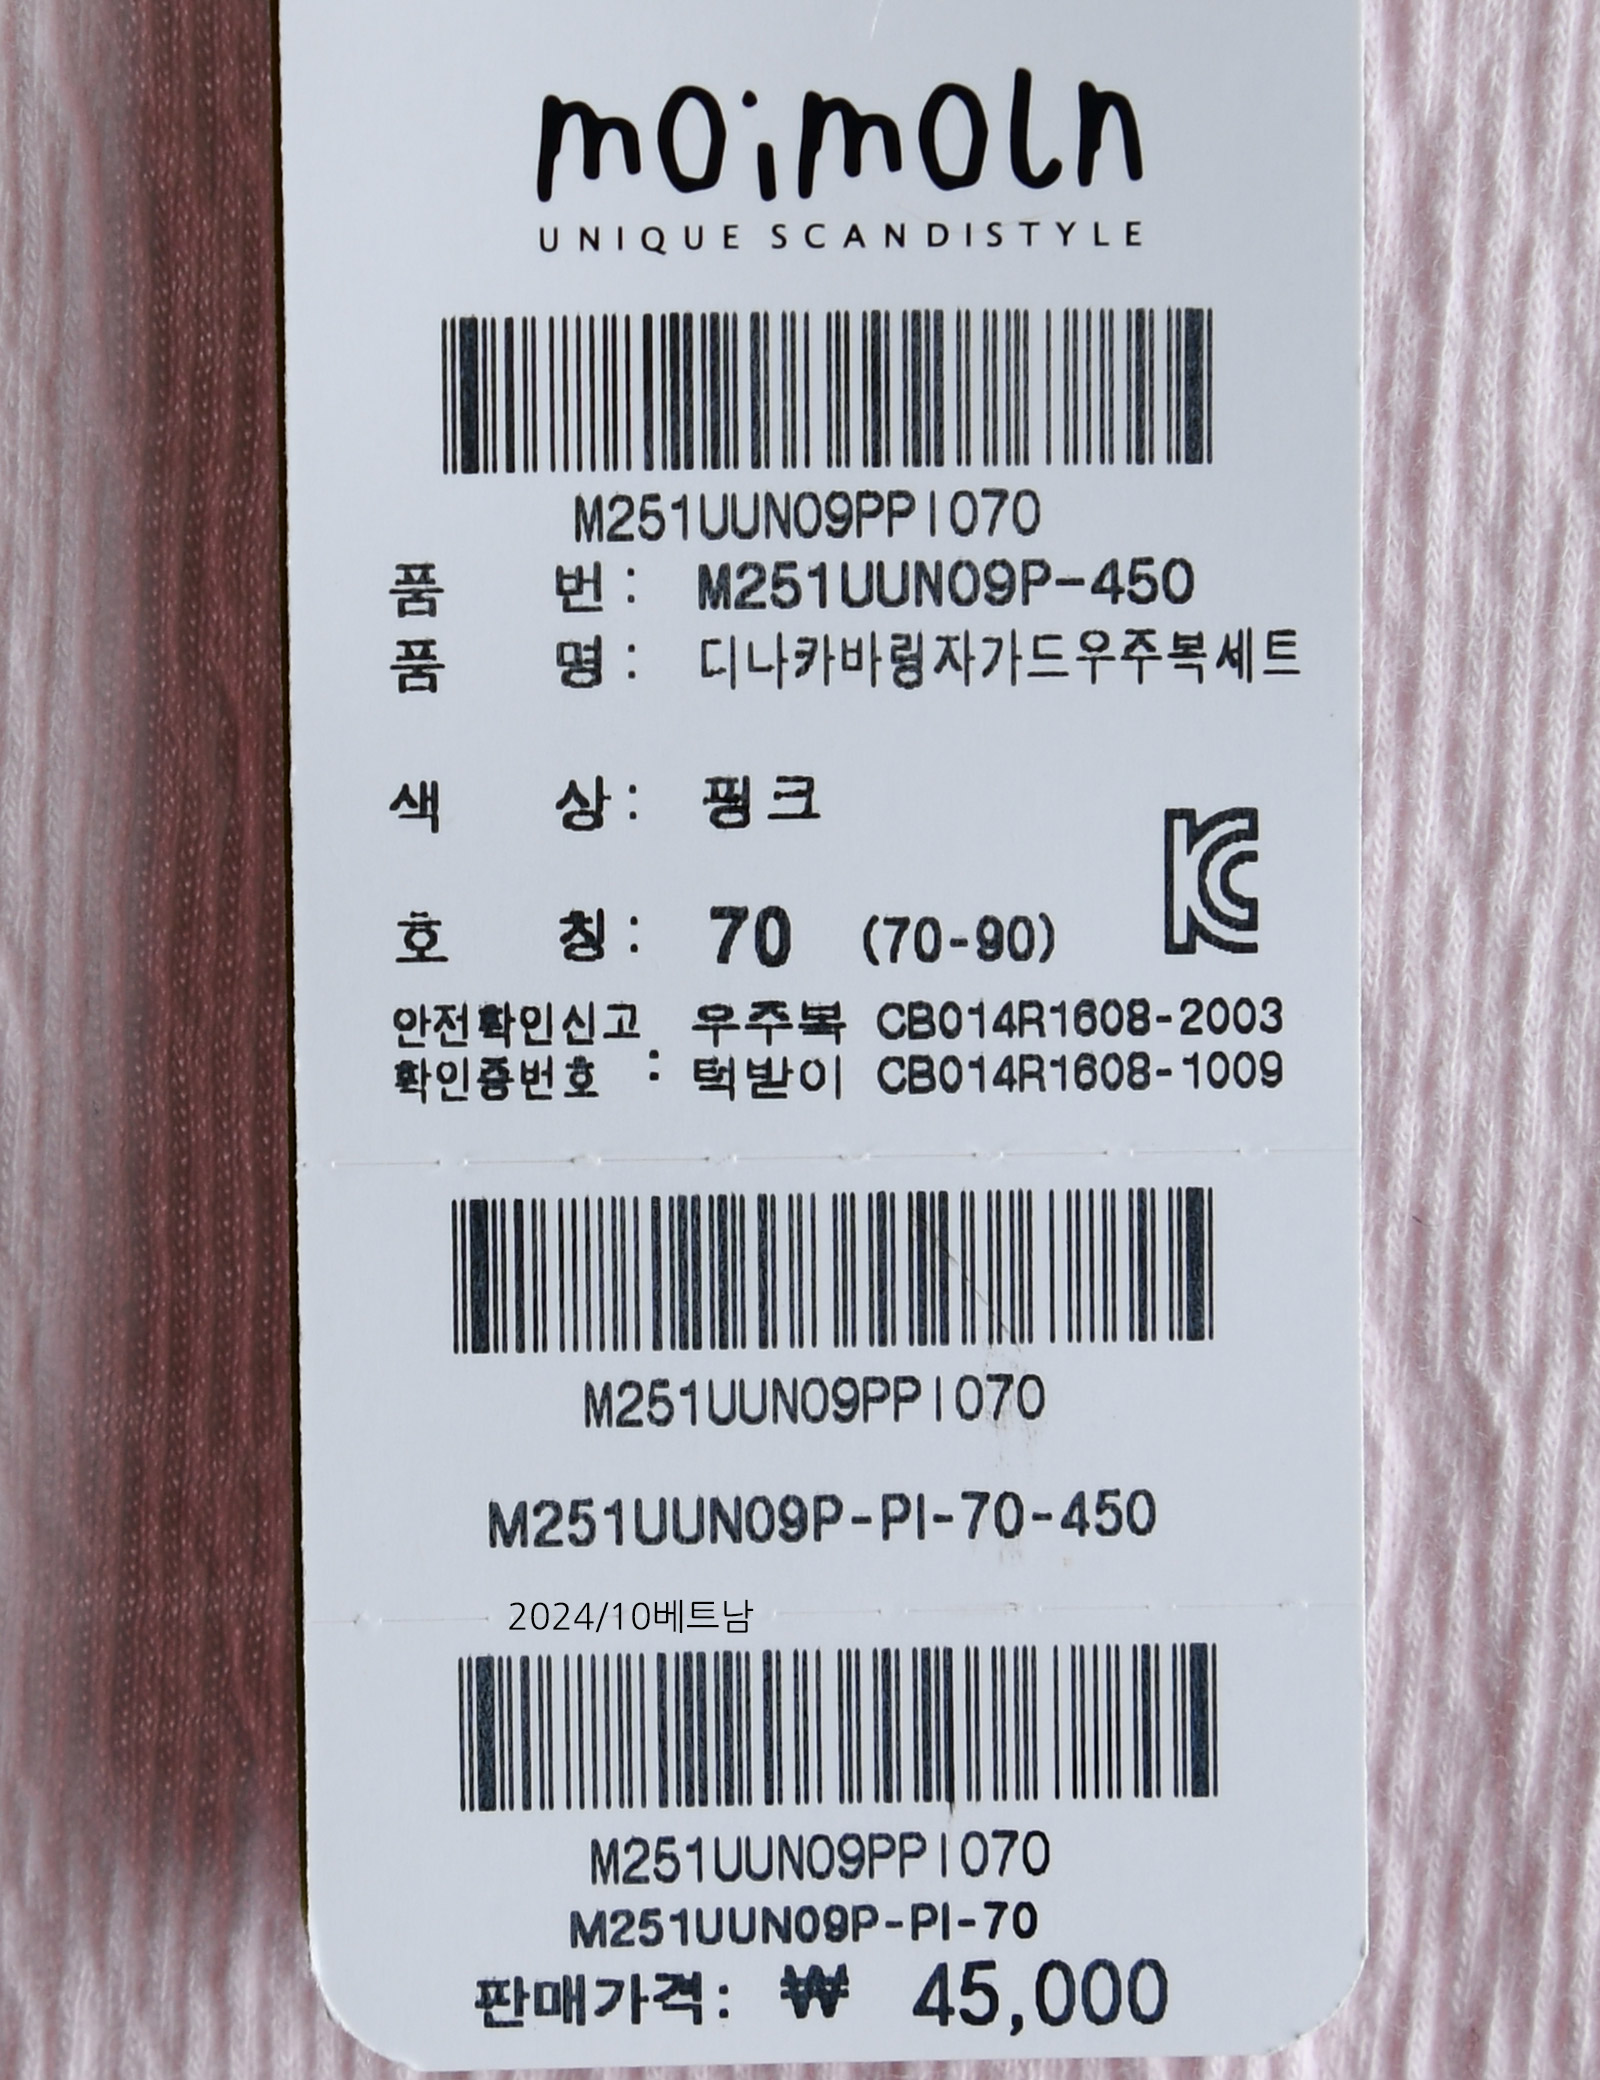 moimoln
UNIQUE SCANDISTYLE
M251UUN09PPI070
품 번 : M251UUN09P-450
품 명 : 디나카바링자가드우주복세트
색 상 : 핑크
호 칭 : 70 (70-90)
안전확인신고 우주복 CB014R1608-2003
확인증번호 : 턱받이 CB014R1608-1009
M251UUN09PPI070
M251UUN09P-PI-70-450
2024/10베트남
M251UUN09PPI070
M251UUN09P-PI-70
판매가격: ₩ 45,000